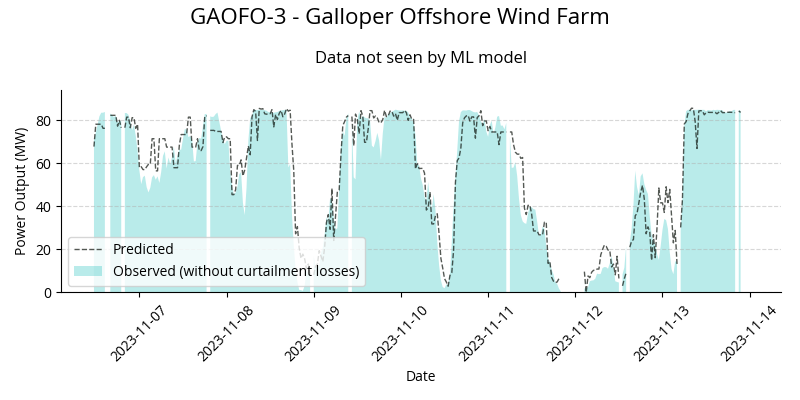 GAOFO-3 - Galloper Offshore Wind Farm
Data not seen by ML model
Power Output (MW)
80
60
40
20
0
Predicted
Observed (without curtailment losses)
2023-11-07
2023-11-08
2023-11-09
2023-11-10
2023-11-11
2023-11-12
2023-11-13
2023-11-14
Date